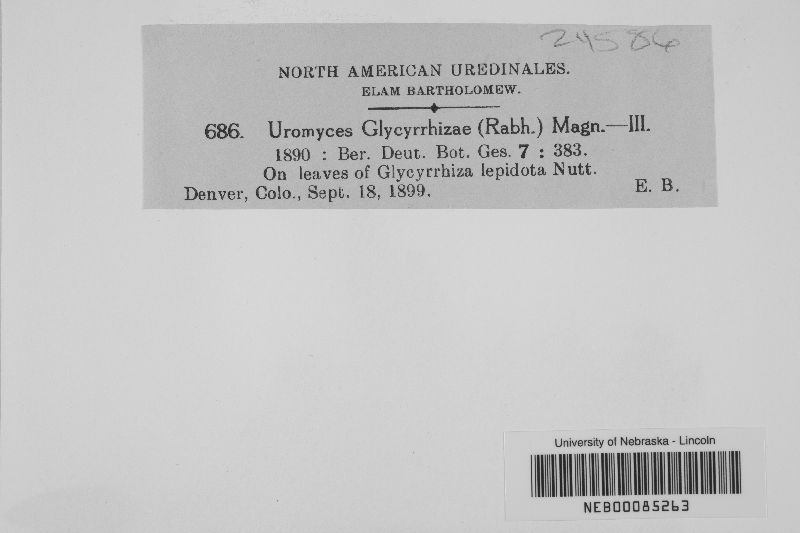 24586
NORTH AMERICAN UREDINALES.
ELAM BARTHOLOMEW.
686. Uromyces Glycyrrhizae (Rabh.) Magn.—III.
1890 : Ber. Deut. Bot. Ges. 7 : 383.
On leaves of Glycyrrhiza lepidota Nutt.
Denver, Colo., Sept. 18, 1899. E. B.
University of Nebraska - Lincoln
NEB00085263